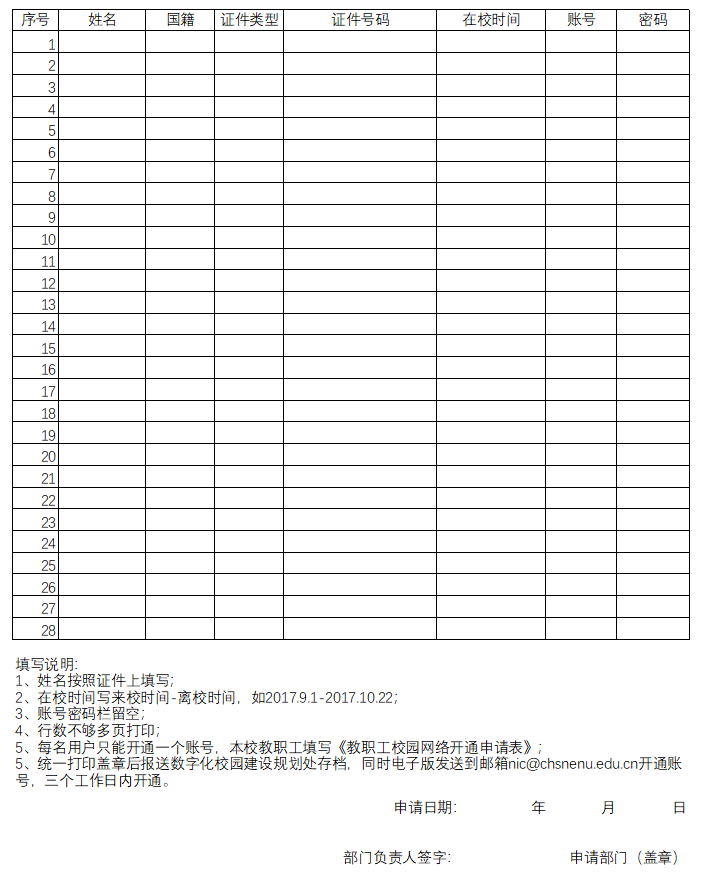 序号 姓名 国籍 证件类型 证件号码 在校时间 账号 密码
1
2
3
4
5
6
7
8
9
10
11
12
13
14
15
16
17
18
19
20
21
22
23
24
25
26
27
28
填写说明:
1、姓名按照证件上填写;
2、在校时间写来校时间-离校时间，如2017.9.1-2017.10.22;
3、账号密码栏留空;
4、行数不够多页打印;
5、每名用户只能开通一个账号，本校教职工填写《教职工校园网络开通申请表》;
5、统一打印盖章后报送数字化校园建设规划处存档，同时电子版发送到邮箱nic@chsnenu.edu.cn开通账
号，三个工作日内开通。
申请日期: 年 月 日
部门负责人签字: 申请部门（盖章）